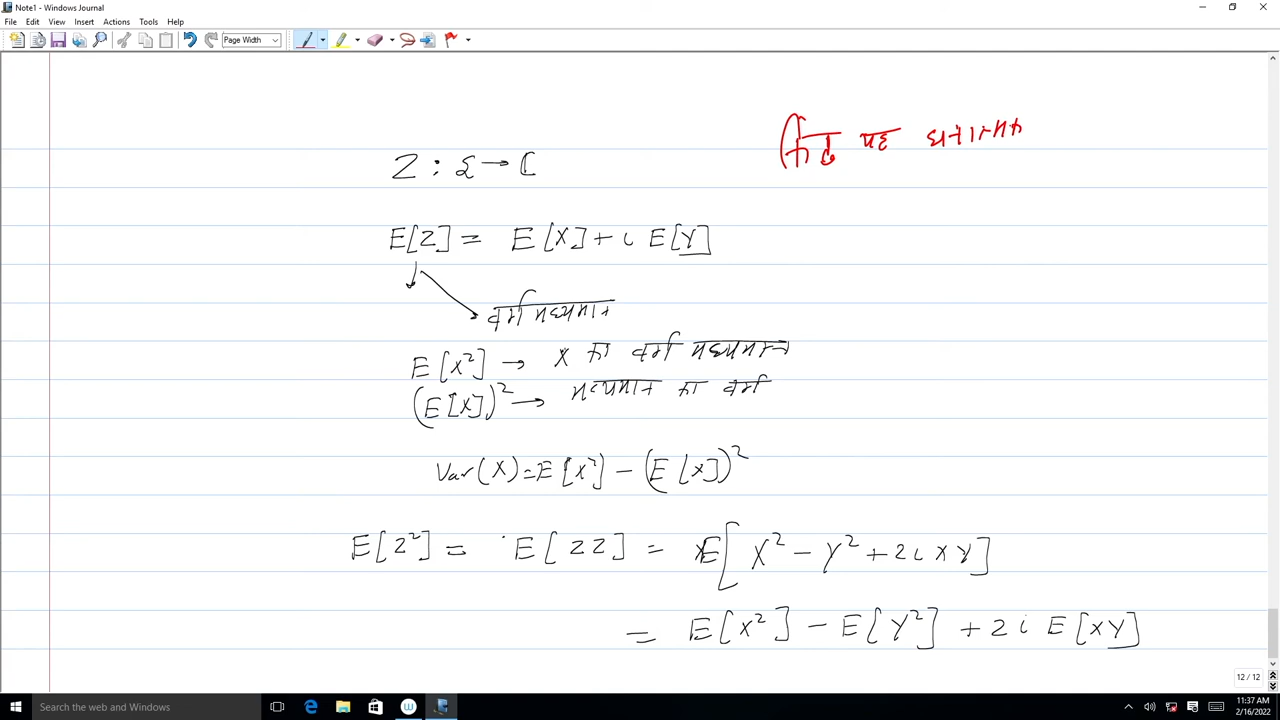 Note1 - Windows Journal
File Edit View Insert Actions Tools Help
Page Width
Z : Σ → ℂ
E[Z] = E[X] + i E[Y]
वर्ग मध्यमान
E[X²] → X का वर्ग मध्यमान
(E[X])² → मध्यमान का वर्ग
Var(X) = E[X²] − (E[X])²
E[Z²] = E[ZZ] = E[X² − Y² + 2i XY]
= E[X²] − E[Y²] + 2i E[XY]
12 / 12
Search the web and Windows
11:37 AM
2/16/2022